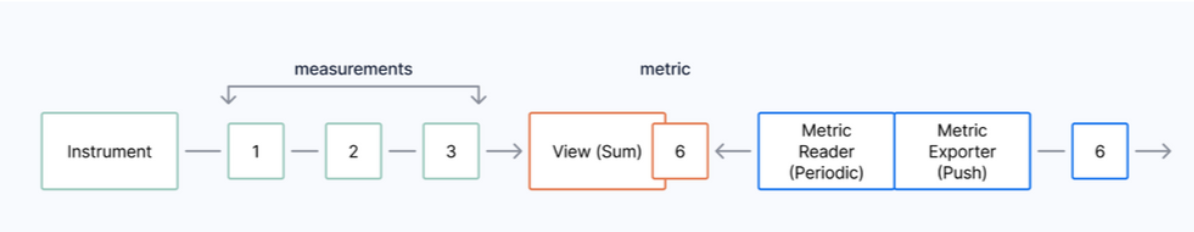 measurements
metric
Instrument
1
2
3
View (Sum)
6
Metric
Reader
(Periodic)
Metric
Exporter
(Push)
6